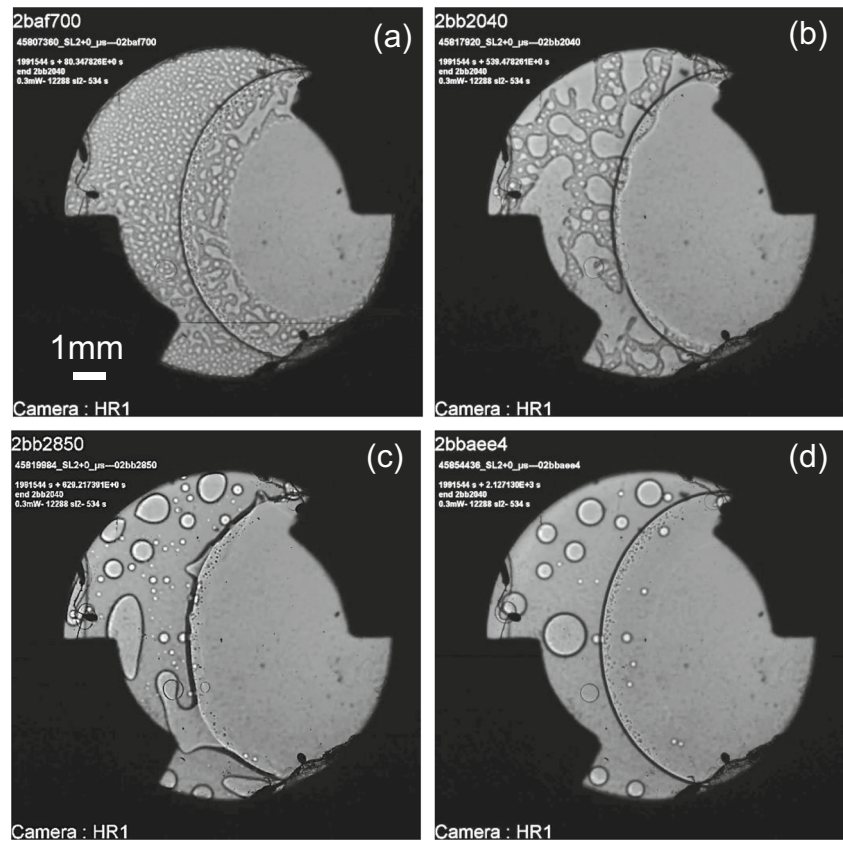 2baf700
(a)
45807360_SL2+0_µs---02baf700
1991544 s + 80.347826E+0 s
end 2bb2040
0.3mW- 12288 sl2- 534 s
1mm
Camera : HR1
2bb2040
(b)
45817920_SL2+0_µs---02bb2040
1991544 s + 539.478261E+0 s
end 2bb2040
0.3mW- 12288 sl2- 534 s
Camera : HR1
2bb2850
(c)
45819984_SL2+0_µs---02bb2850
1991544 s + 629.217391E+0 s
end 2bb2040
0.3mW- 12288 sl2- 534 s
Camera : HR1
2bbaee4
(d)
45854436_SL2+0_µs---02bbaee4
1991544 s + 2.127130E+3 s
end 2bb2040
0.3mW- 12288 sl2- 534 s
Camera : HR1